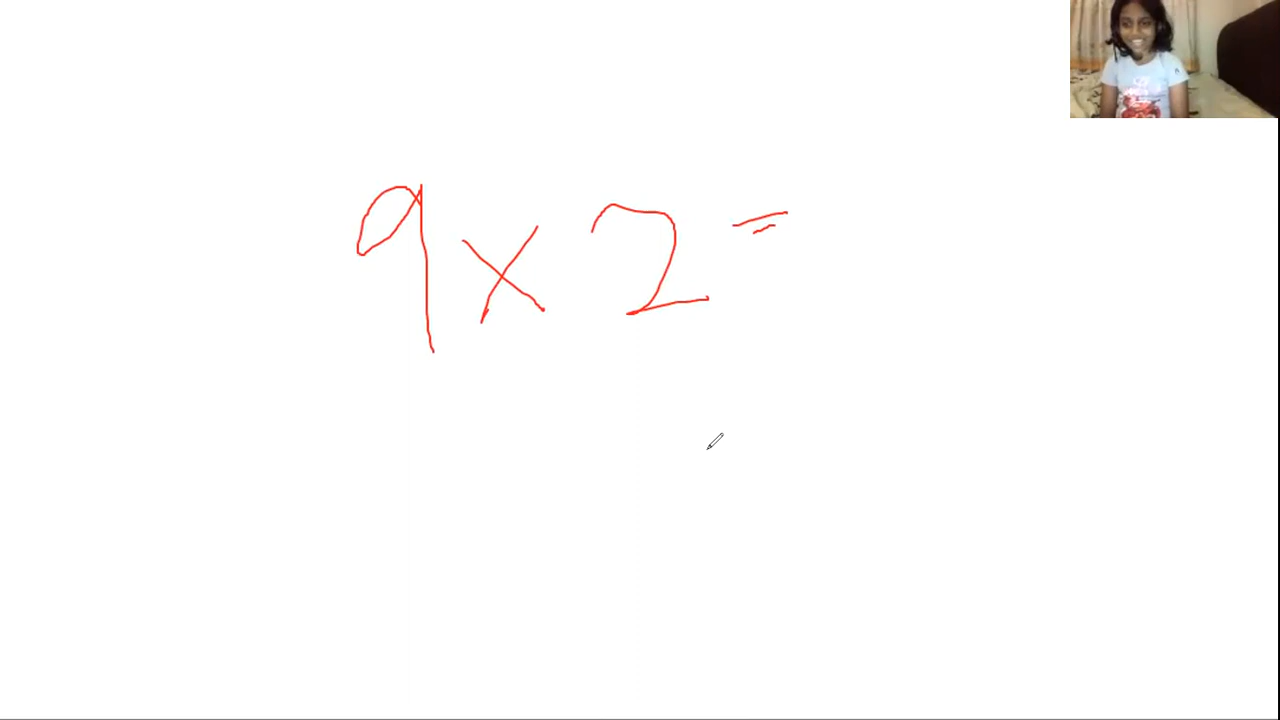 9 × 2 =